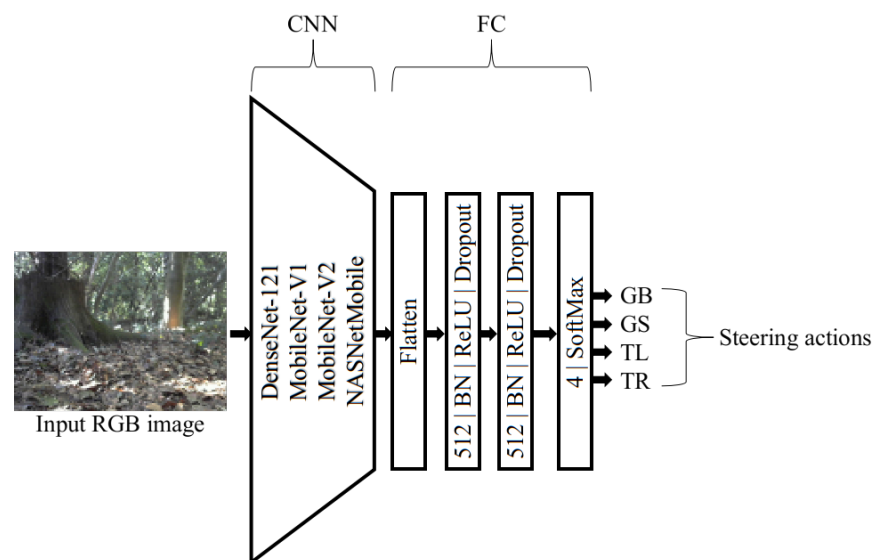 CNN
FC
Input RGB image
DenseNet-121
MobileNet-V1
MobileNet-V2
NASNetMobile
Flatten
512 | BN | ReLU | Dropout
512 | BN | ReLU | Dropout
4 | SoftMax
GB
GS
TL
TR
Steering actions